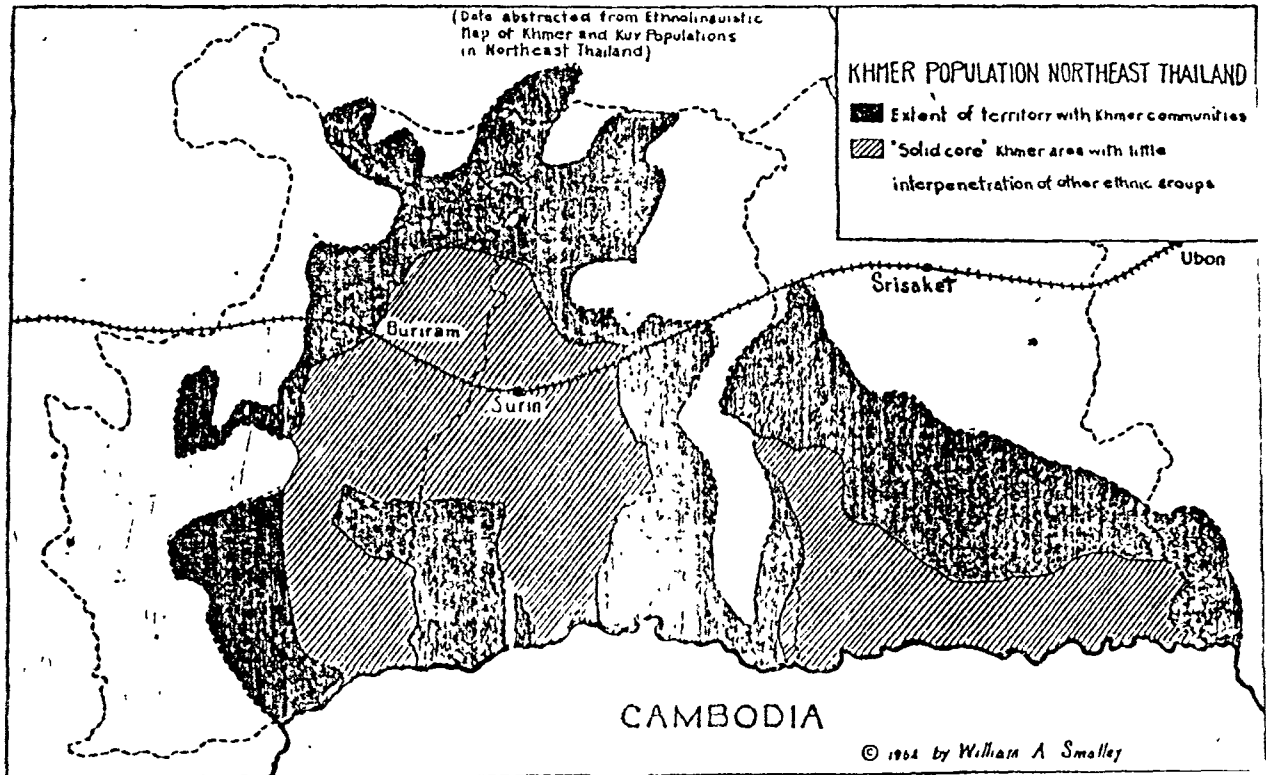 (Data abstracted from Ethnolinguistic
Map of Khmer and Kuy Populations
in Northeast Thailand)
KHMER POPULATION NORTHEAST THAILAND
Extent of territory with Khmer communities
"Solid core" Khmer area with little
interpenetration of other ethnic groups
Ubon
Srisaket
Buriram
Surin
CAMBODIA
© 1964 by William A Smalley